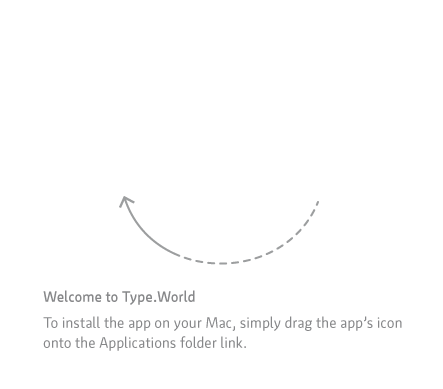 Welcome to Type.World
To install the app on your Mac, simply drag the app’s icon
onto the Applications folder link.